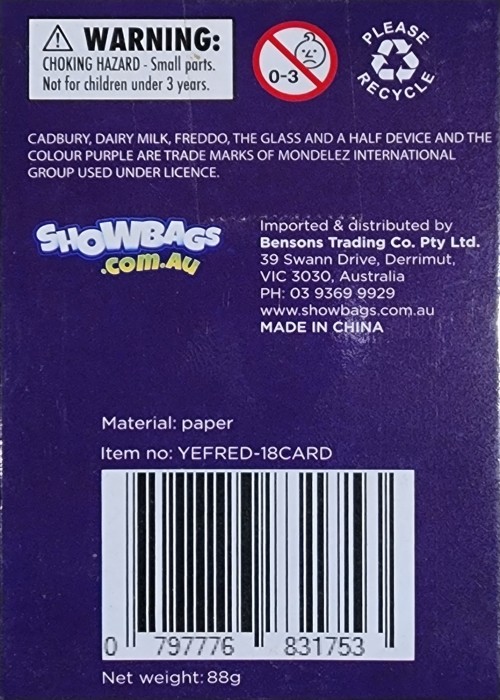 WARNING:
CHOKING HAZARD - Small parts.
Not for children under 3 years.
0-3
PLEASE
RECYCLE
CADBURY, DAIRY MILK, FREDDO, THE GLASS AND A HALF DEVICE AND THE
COLOUR PURPLE ARE TRADE MARKS OF MONDELEZ INTERNATIONAL
GROUP USED UNDER LICENCE.
SHOWBAGS
.com.au
Imported & distributed by
Bensons Trading Co. Pty Ltd.
39 Swann Drive, Derrimut,
VIC 3030, Australia
PH: 03 9369 9929
www.showbags.com.au
MADE IN CHINA
Material: paper
Item no: YEFRED-18CARD
0 797776 831753
Net weight: 88g